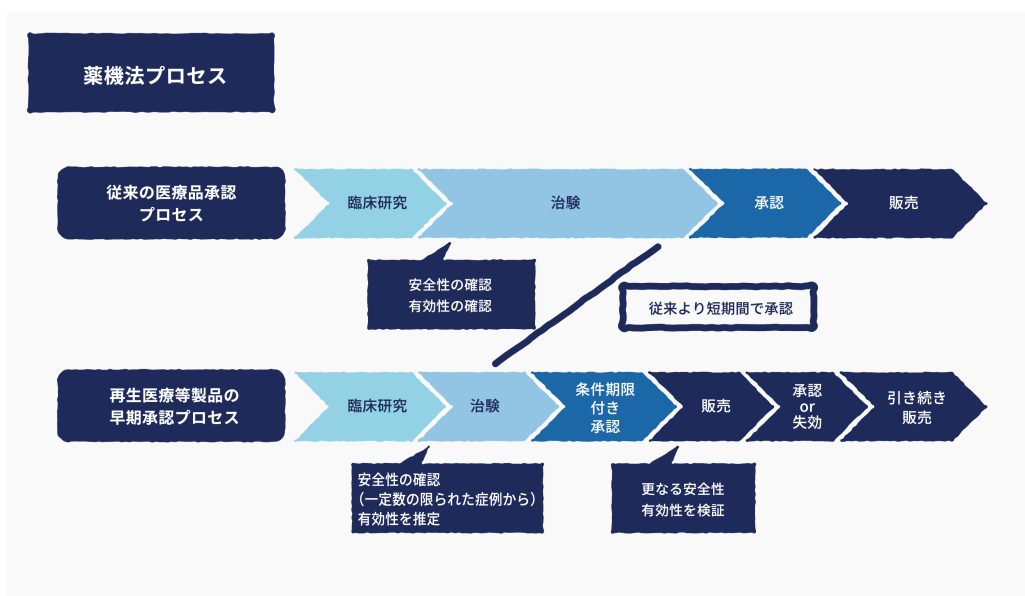 薬機法プロセス
従来の医療品承認
プロセス
臨床研究
治験
承認
販売
安全性の確認
有効性の確認
従来より短期間で承認
再生医療等製品の
早期承認プロセス
臨床研究
治験
条件期限
付き
承認
販売
承認
or
失効
引き続き
販売
安全性の確認
（一定数の限られた症例から）
有効性を推定
更なる安全性
有効性を検証